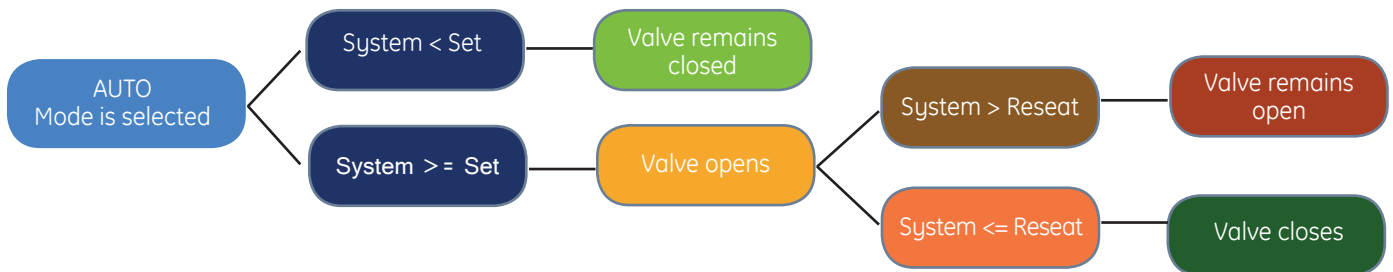 AUTO
Mode is selected
System < Set
Valve remains
closed
System >= Set
Valve opens
System > Reseat
Valve remains
open
System <= Reseat
Valve closes